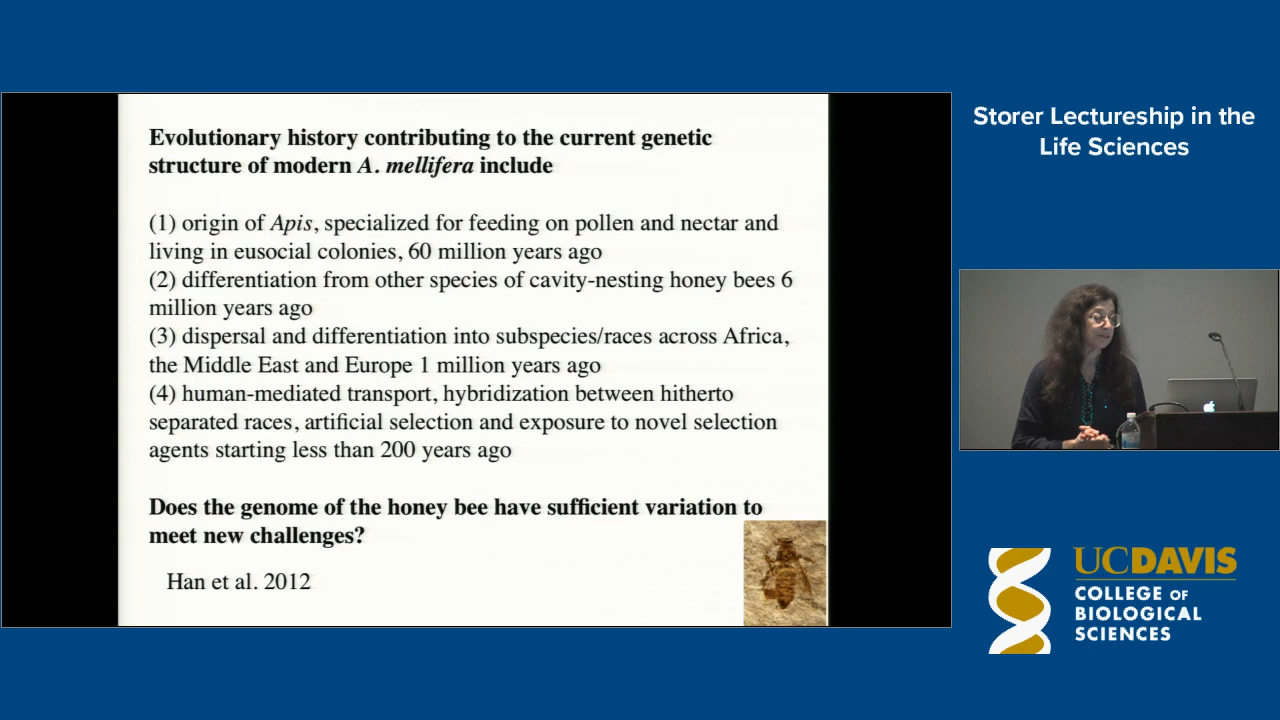 Evolutionary history contributing to the current genetic
structure of modern A. mellifera include
(1) origin of Apis, specialized for feeding on pollen and nectar and
living in eusocial colonies, 60 million years ago
(2) differentiation from other species of cavity-nesting honey bees 6
million years ago
(3) dispersal and differentiation into subspecies/races across Africa,
the Middle East and Europe 1 million years ago
(4) human-mediated transport, hybridization between hitherto
separated races, artificial selection and exposure to novel selection
agents starting less than 200 years ago
Does the genome of the honey bee have sufficient variation to
meet new challenges?
Han et al. 2012
Storer Lectureship in the
Life Sciences
UCDAVIS
COLLEGE OF
BIOLOGICAL
SCIENCES